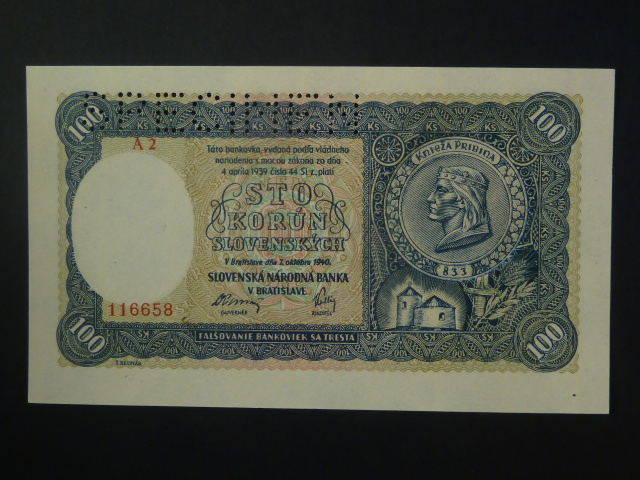 SPECIMEN
100
100
A 2
Táto bankovka, vydaná podľa vládneho
nariadenia s mocou zákona zo dňa
4 apríla 1939 číslo 44 Sl. z., platí
STO
KORÚN
SLOVENSKÝCH
V Bratislave dňa 7. októbra 1940.
SLOVENSKÁ NÁRODNÁ BANKA
V BRATISLAVE
GUVERNÉR
116658
KNIEŽA PRIBINA
833
100
100
FALŠOVANIE BANKOVIEK SA TRESTÁ